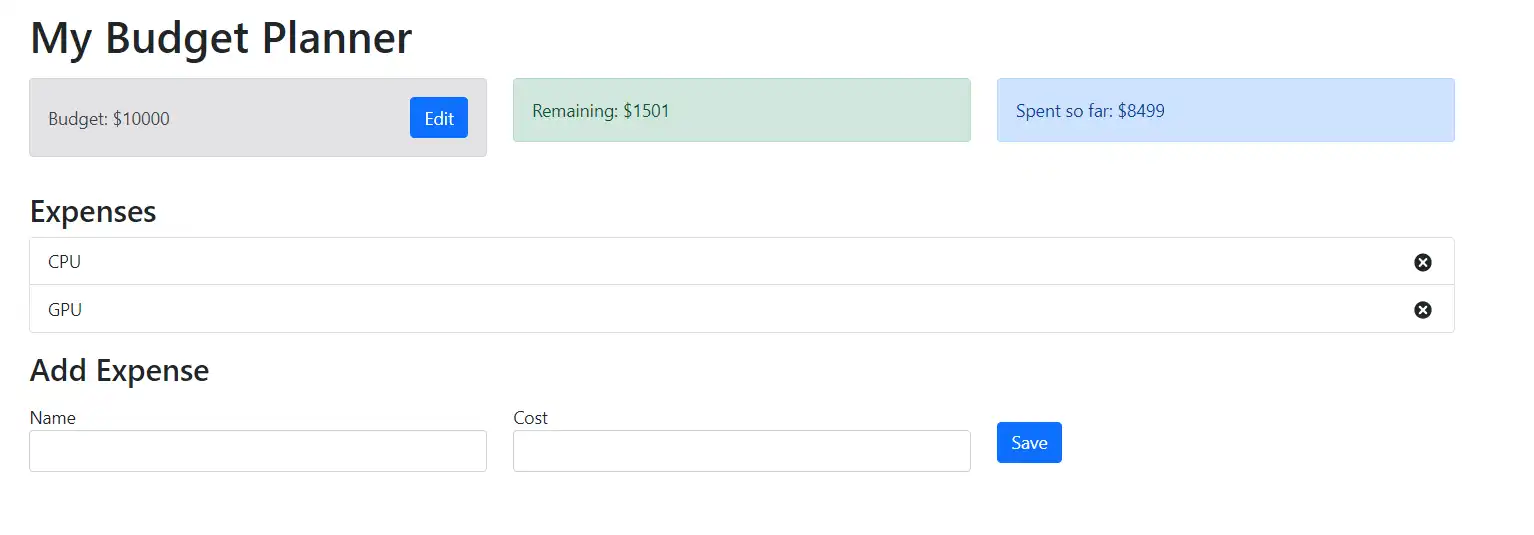 My Budget Planner
Budget: $10000 Edit Remaining: $1501 Spent so far: $8499
Expenses
CPU
GPU
Add Expense
Name Cost
Save